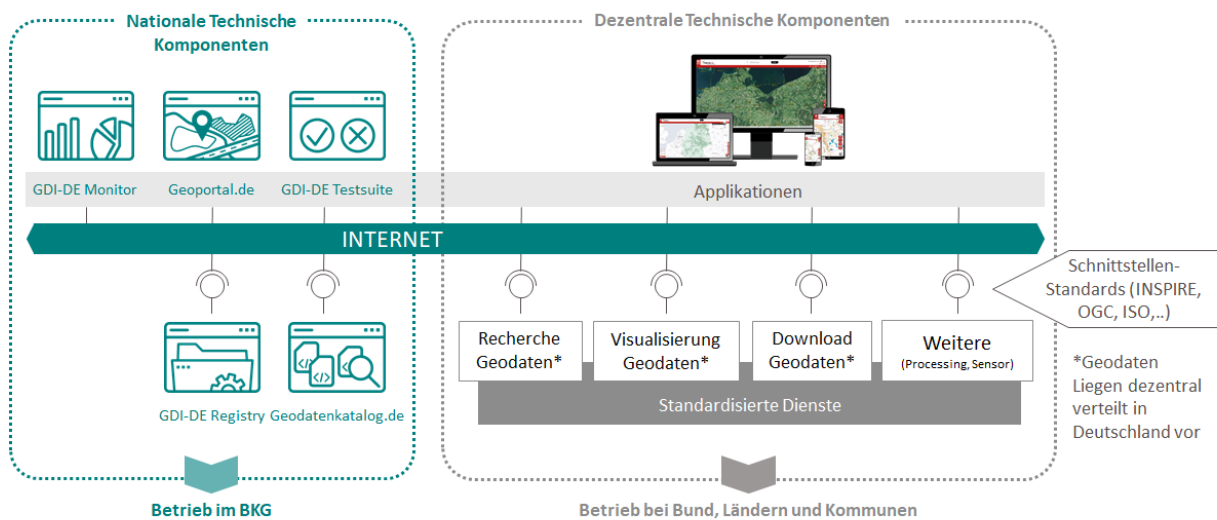 Nationale Technische
Komponenten
Dezentrale Technische Komponenten
GDI-DE Monitor
Geoportal.de
GDI-DE Testsuite
Applikationen
INTERNET
Schnittstellen-
Standards (INSPIRE,
OGC, ISO,..)
Recherche
Geodaten*
Visualisierung
Geodaten*
Download
Geodaten*
Weitere
(Processing, Sensor)
Standardisierte Dienste
GDI-DE Registry
Geodatenkatalog.de
*Geodaten
Liegen dezentral
verteilt in
Deutschland vor
Betrieb im BKG
Betrieb bei Bund, Ländern und Kommunen